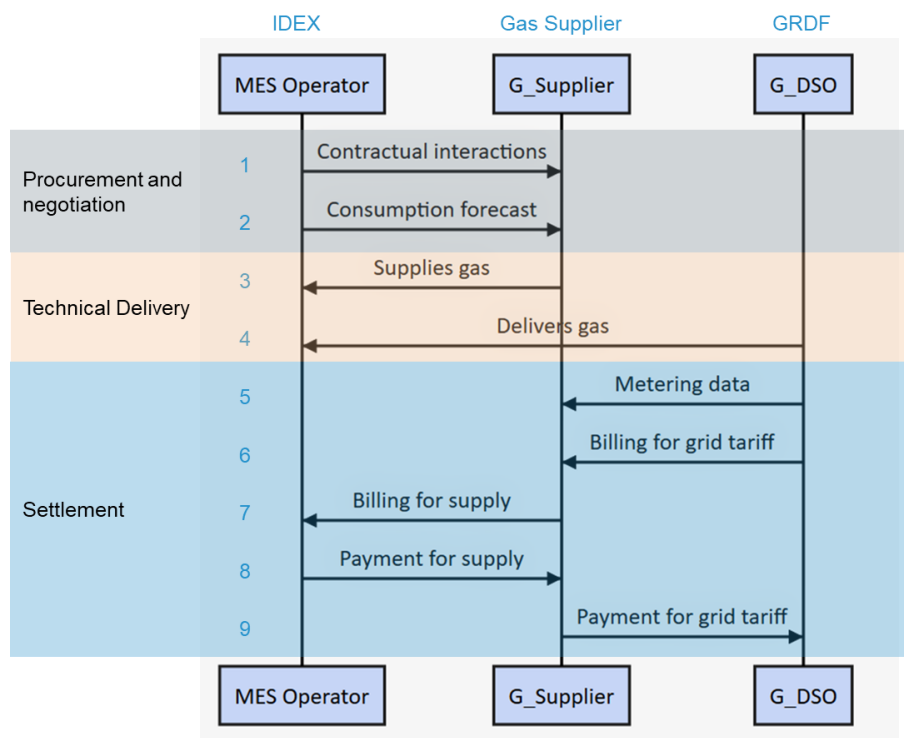 IDEX Gas Supplier GRDF
MES Operator G_Supplier G_DSO
Procurement and
negotiation
1 Contractual interactions
2 Consumption forecast
Technical Delivery
3 Supplies gas
4 Delivers gas
Settlement
5 Metering data
6 Billing for grid tariff
7 Billing for supply
8 Payment for supply
9 Payment for grid tariff
MES Operator G_Supplier G_DSO